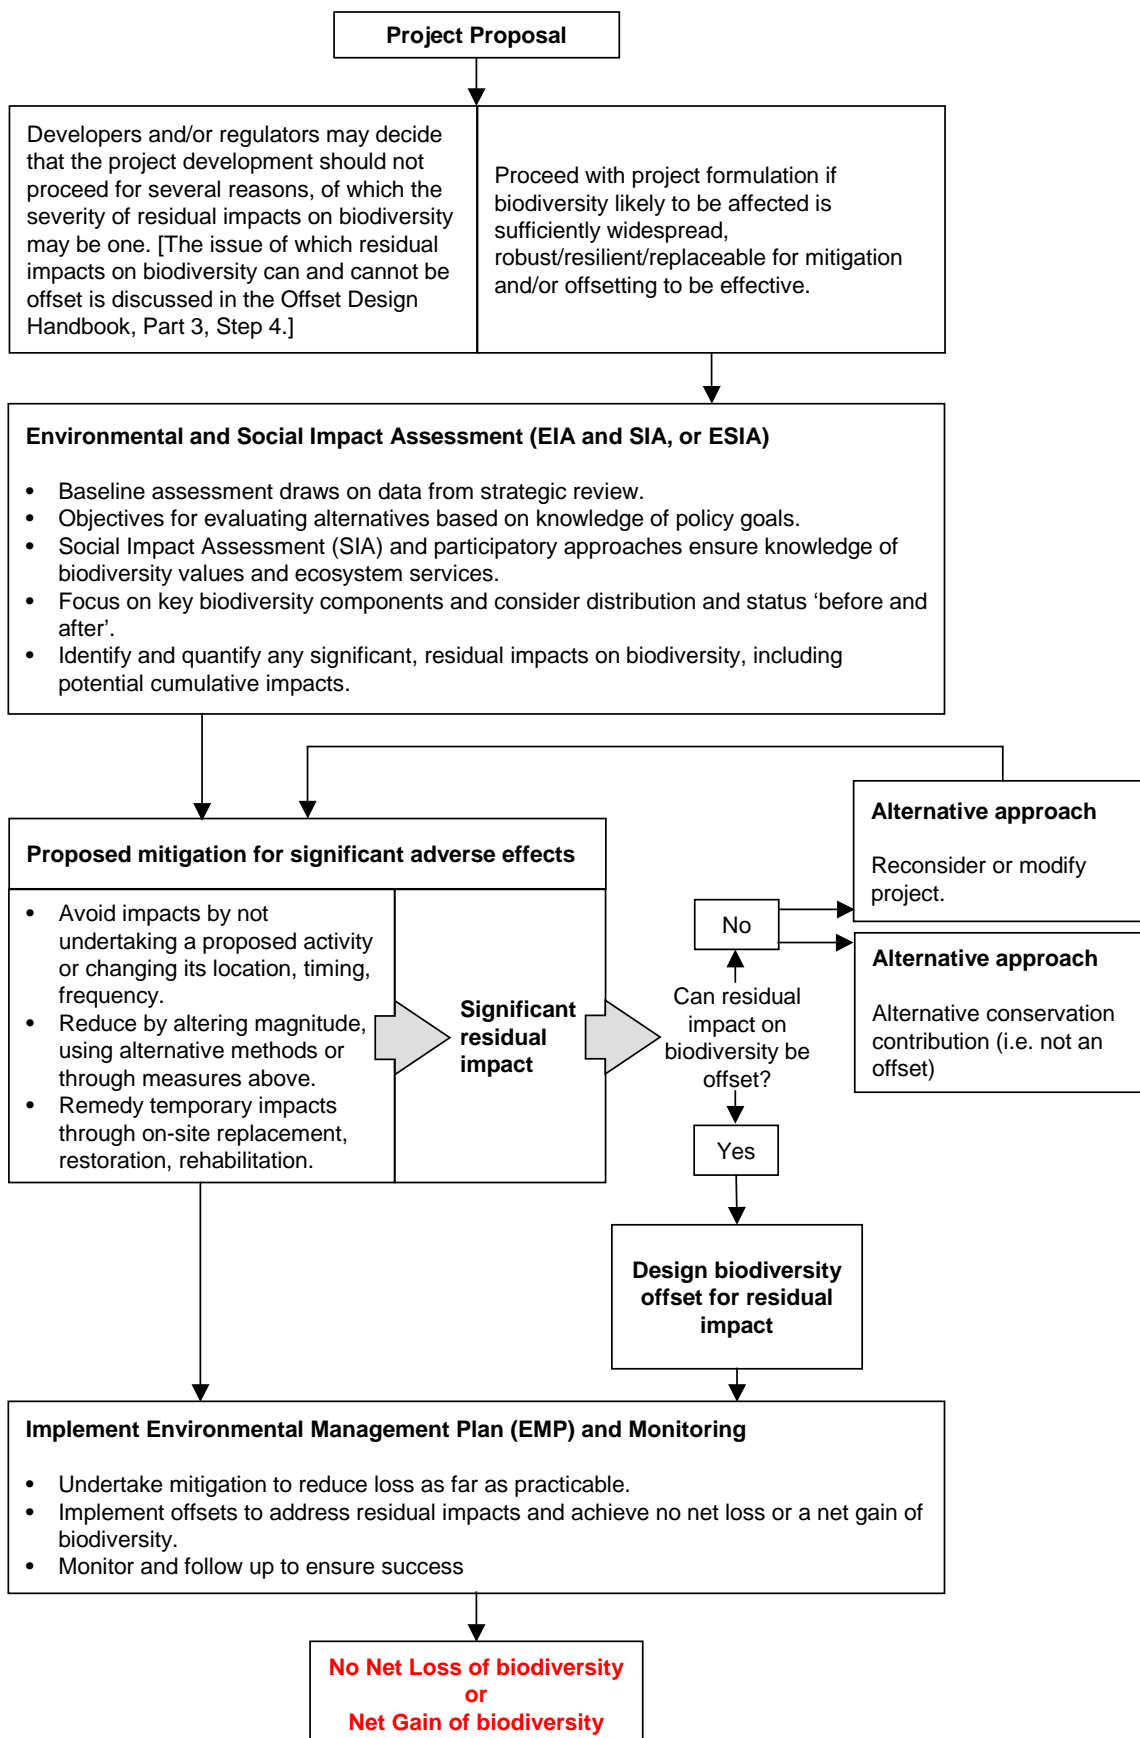 Project Proposal
Developers and/or regulators may decide
that the project development should not
proceed for several reasons, of which the
severity of residual impacts on biodiversity
may be one. [The issue of which residual
impacts on biodiversity can and cannot be
offset is discussed in the Offset Design
Handbook, Part 3, Step 4.]
Proceed with project formulation if
biodiversity likely to be affected is
sufficiently widespread,
robust/resilient/replaceable for mitigation
and/or offsetting to be effective.
Environmental and Social Impact Assessment (EIA and SIA, or ESIA)
• Baseline assessment draws on data from strategic review.
• Objectives for evaluating alternatives based on knowledge of policy goals.
• Social Impact Assessment (SIA) and participatory approaches ensure knowledge of
biodiversity values and ecosystem services.
• Focus on key biodiversity components and consider distribution and status ‘before and
after’.
• Identify and quantify any significant, residual impacts on biodiversity, including
potential cumulative impacts.
Proposed mitigation for significant adverse effects
• Avoid impacts by not
undertaking a proposed activity
or changing its location, timing,
frequency.
• Reduce by altering magnitude,
using alternative methods or
through measures above.
• Remedy temporary impacts
through on-site replacement,
restoration, rehabilitation.
Significant
residual
impact
No
Can residual
impact on
biodiversity be
offset?
Yes
Alternative approach
Reconsider or modify
project.
Alternative approach
Alternative conservation
contribution (i.e. not an
offset)
Design biodiversity
offset for residual
impact
Implement Environmental Management Plan (EMP) and Monitoring
• Undertake mitigation to reduce loss as far as practicable.
• Implement offsets to address residual impacts and achieve no net loss or a net gain of
biodiversity.
• Monitor and follow up to ensure success
No Net Loss of biodiversity
or
Net Gain of biodiversity